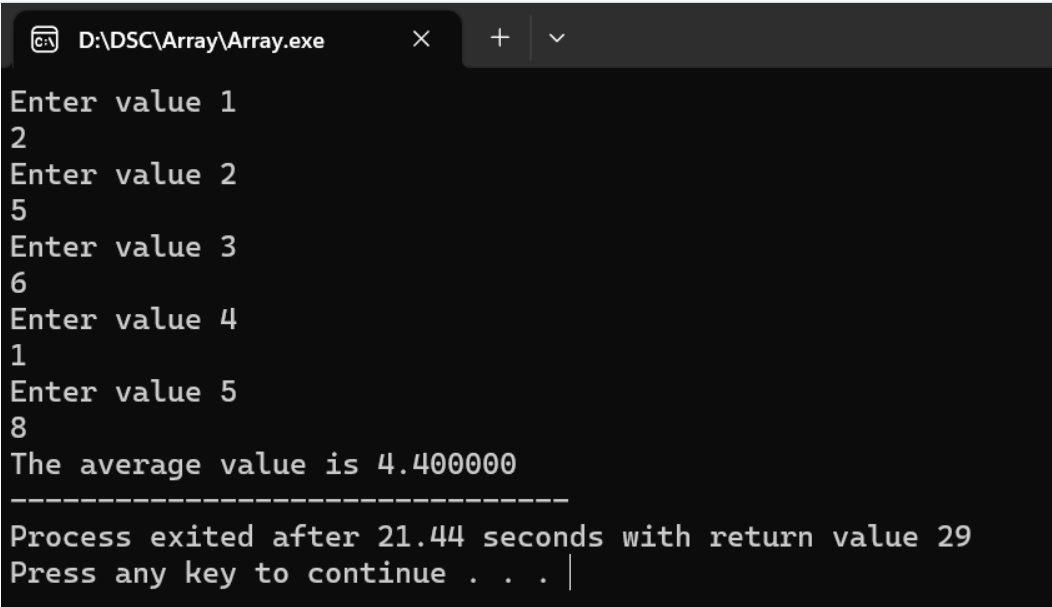 D:\DSC\Array\Array.exe
Enter value 1
2
Enter value 2
5
Enter value 3
6
Enter value 4
1
Enter value 5
8
The average value is 4.400000
--------------------------------
Process exited after 21.44 seconds with return value 29
Press any key to continue . . .